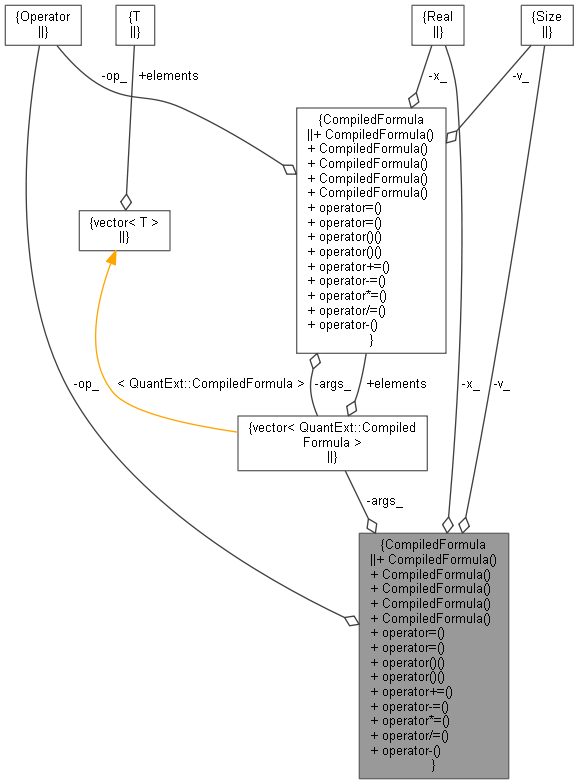 {Operator
||}
{T
||}
{Real
||}
{Size
||}
-op_
+elements
-x_
-v_
{CompiledFormula
||+ CompiledFormula()
+ CompiledFormula()
+ CompiledFormula()
+ CompiledFormula()
+ CompiledFormula()
+ operator=()
+ operator=()
+ operator()()
+ operator()()
+ operator+=()
+ operator-=()
+ operator*=()
+ operator/=()
+ operator-()
}
{vector< T >
||}
-op_
< QuantExt::CompiledFormula >
-args_
+elements
-x_
-v_
{vector< QuantExt::Compiled
Formula >
||}
-args_
{CompiledFormula
||+ CompiledFormula()
+ CompiledFormula()
+ CompiledFormula()
+ CompiledFormula()
+ CompiledFormula()
+ operator=()
+ operator=()
+ operator()()
+ operator()()
+ operator+=()
+ operator-=()
+ operator*=()
+ operator/=()
+ operator-()
}